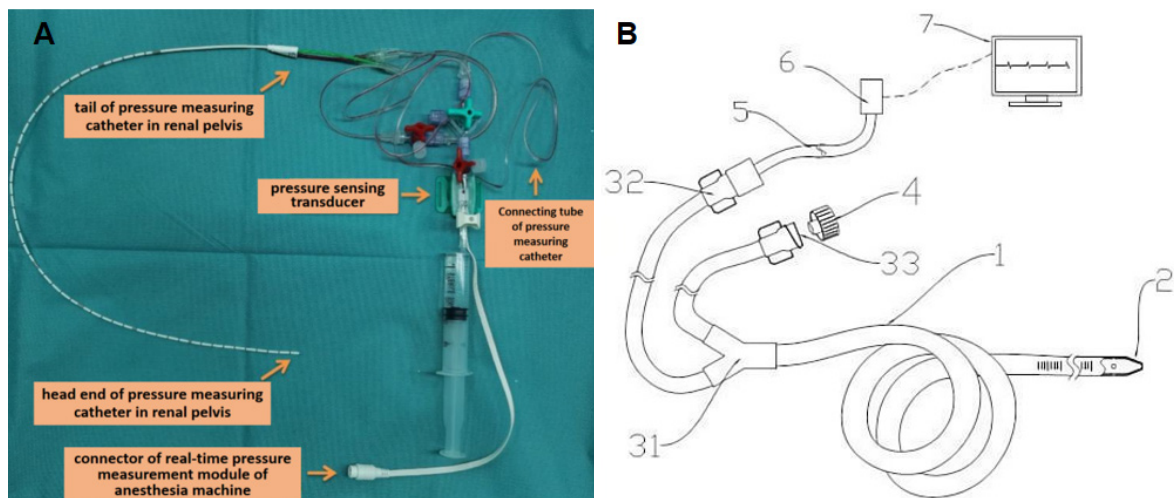 A
tail of pressure measuring
catheter in renal pelvis
pressure sensing
transducer
Connecting tube
of pressure
measuring
catheter
head end of pressure measuring
catheter in renal pelvis
connector of real-time pressure
measurement module of
anesthesia machine
B
7
6
5
32
4
33
1
2
31